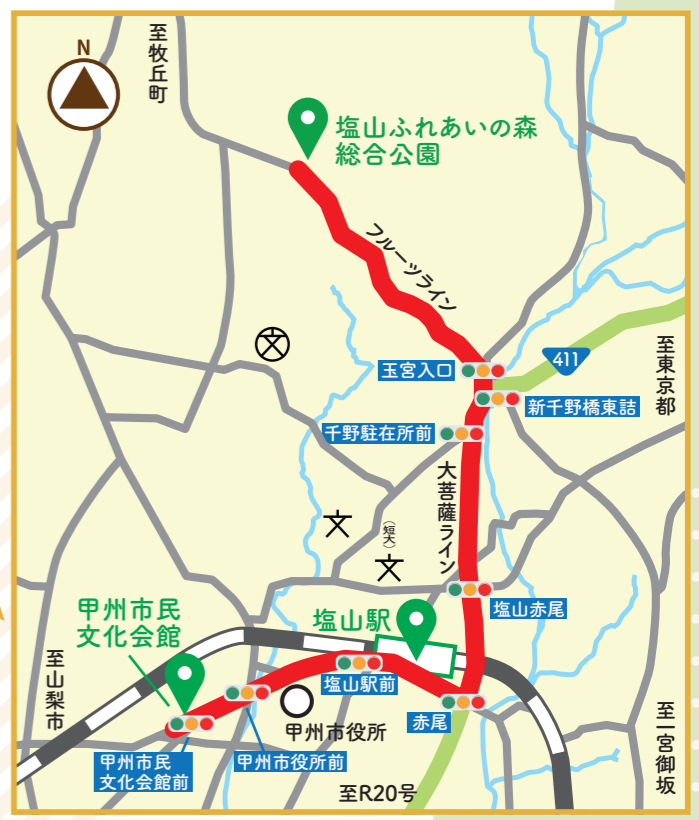 N
至牧丘町
塩山ふれあいの森
総合公園
フルーツライン
411
玉宮入口
至東京都
新千野橋東詰
千野駐在所前
大菩薩ライン
文
文
(短大)
文
塩山赤尾
甲州市民
文化会館
塩山駅
至山梨市
塩山駅前
赤尾
甲州市役所
甲州市民
文化会館前
甲州市役所前
至一宮御坂
至R20号